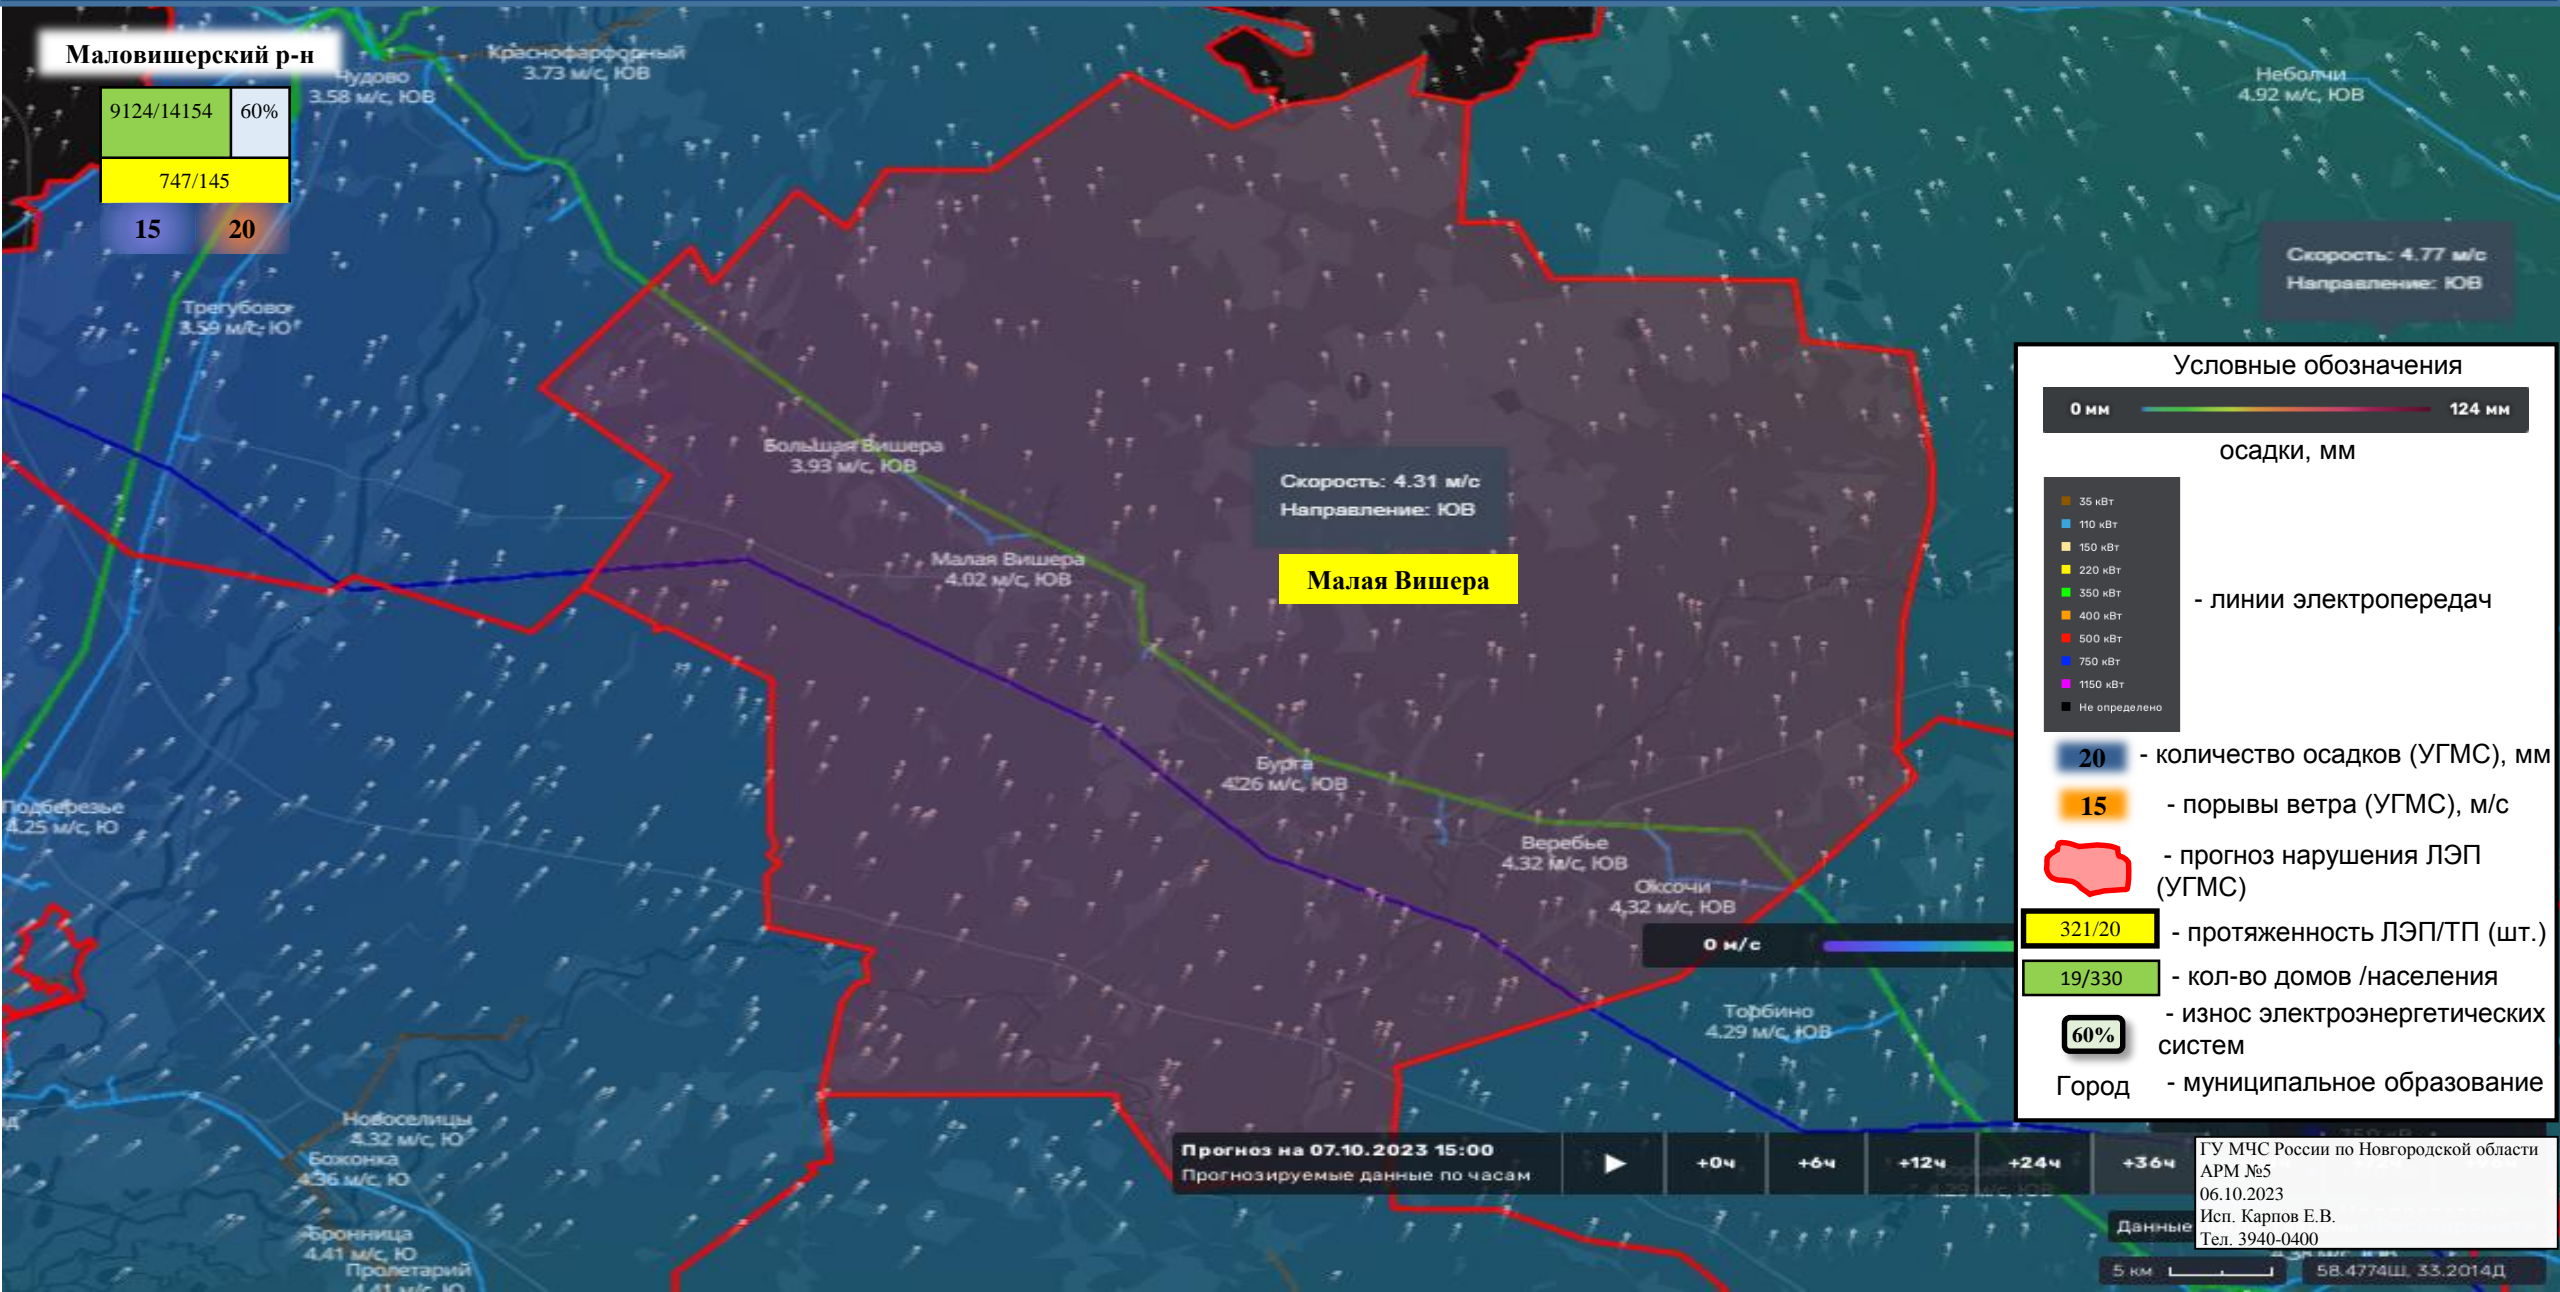 Маловишерский р-н
9124/14154
60%
747/145
15
20
Чудово
3.58 м/с, ЮВ
Краснофарфорный
3.73 м/с, ЮВ
Неболчи
4.92 м/с, ЮВ
Скорость: 4.77 м/с
Направление: ЮВ
Трегубово
3.59 м/с, Ю
Большая Вишера
3.93 м/с, ЮВ
Скорость: 4.31 м/с
Направление: ЮВ
Малая Вишера
4.02 м/с, ЮВ
Малая Вишера
Бурга
4.26 м/с, ЮВ
Подберезье
4.25 м/с, Ю
Веребье
4.32 м/с, ЮВ
Оксочи
4.32 м/с, ЮВ
0 м/с
Торбино
4.29 м/с, ЮВ
Новоселицы
4.32 м/с, Ю
Божонка
4.36 м/с, Ю
Бронница
4.41 м/с, Ю
Пролетарий
4.41 м/с, Ю
Условные обозначения
0 мм
124 мм
осадки, мм
35 кВт
110 кВт
150 кВт
220 кВт
350 кВт
400 кВт
500 кВт
750 кВт
1150 кВт
Не определено
- линии электропередач
20 - количество осадков (УГМС), мм
15 - порывы ветра (УГМС), м/с
- прогноз нарушения ЛЭП
(УГМС)
321/20 - протяженность ЛЭП/ТП (шт.)
19/330 - кол-во домов /населения
- износ электроэнергетических
60%
систем
Город - муниципальное образование
Прогноз на 07.10.2023 15:00
Прогнозируемые данные по часам
+0ч
+6ч
+12ч
+24ч
+36ч
4.29 м/с, ЮВ
ГУ МЧС России по Новгородской области
АРМ №5
06.10.2023
Исп. Карпов Е.В.
Тел. 3940-0400
Данные
5 км
58.4774Ш, 33.2014Д